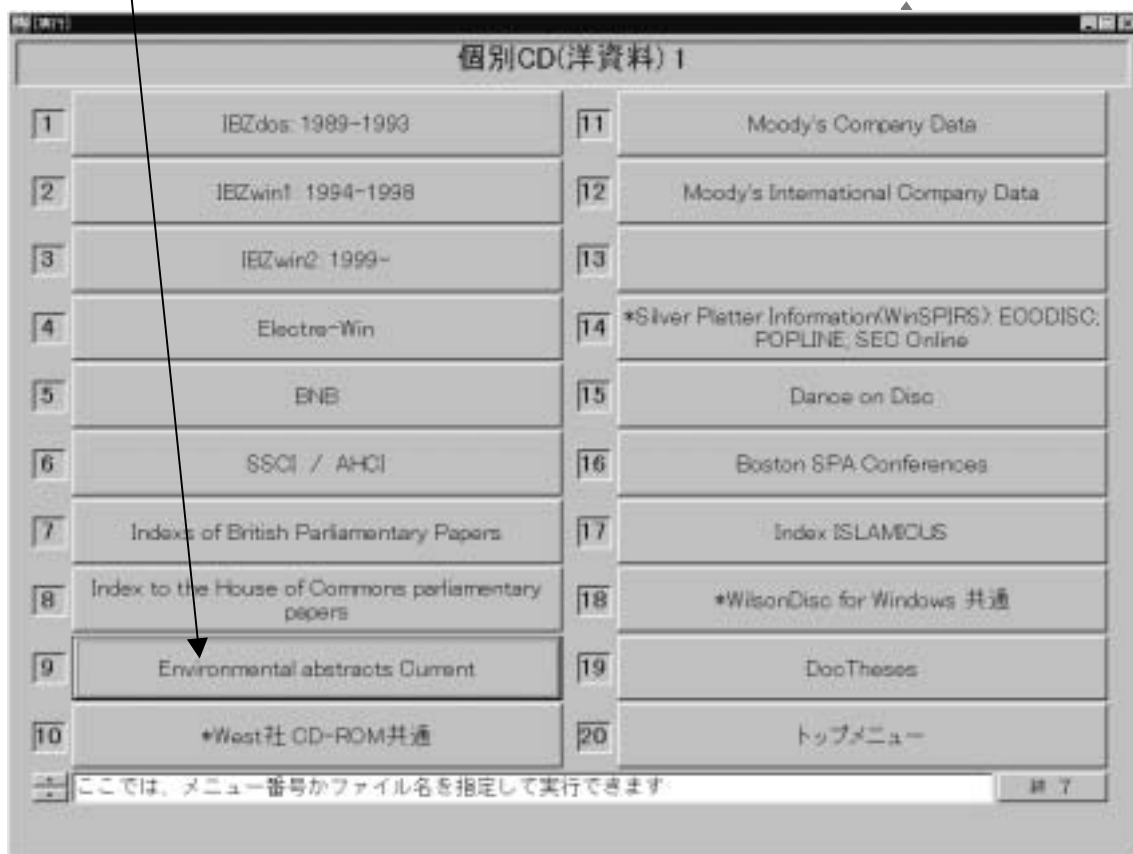 [実行]
個別CD(洋資料) 1
1 IBZdos: 1989-1993
2 IBZwin1: 1994-1998
3 IBZwin2: 1999-
4 Electre-Win
5 BNB
6 SSCI / AHCI
7 Indexs of British Parliamentary Papers
8 Index to the House of Commons parliamentary
papers
9 Environmental abstracts Current
10 *West社 CD-ROM共通
11 Moody's Company Data
12 Moody's International Company Data
13
14 *Silver Platter Information(WinSPIRS): ECODISC;
POPLINE; SEC Online
15 Dance on Disc
16 Boston SPA Conferences
17 Index ISLAMICUS
18 *WilsonDisc for Windows 共通
19 DocTheses
20 トップメニュー
ここでは、メニュー番号かファイル名を指定して実行できます
終 了